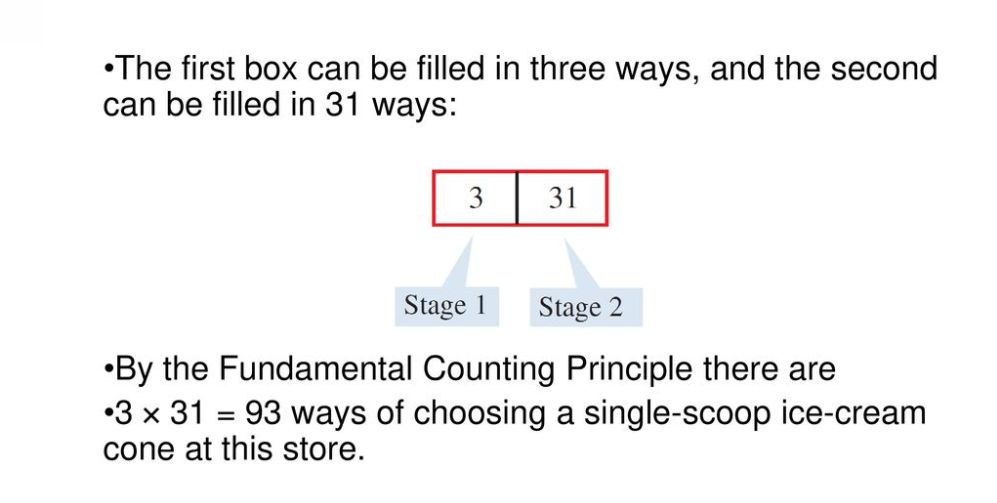 •The first box can be filled in three ways, and the second
can be filled in 31 ways:
3 31
Stage 1 Stage 2
•By the Fundamental Counting Principle there are
•3 × 31 = 93 ways of choosing a single-scoop ice-cream
cone at this store.